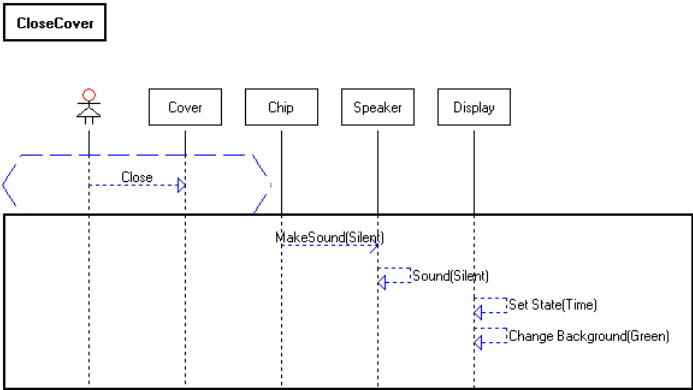 CloseCover
Cover Chip Speaker Display
Close
MakeSound(Silent)
Sound(Silent)
Set State(Time)
Change Background(Green)